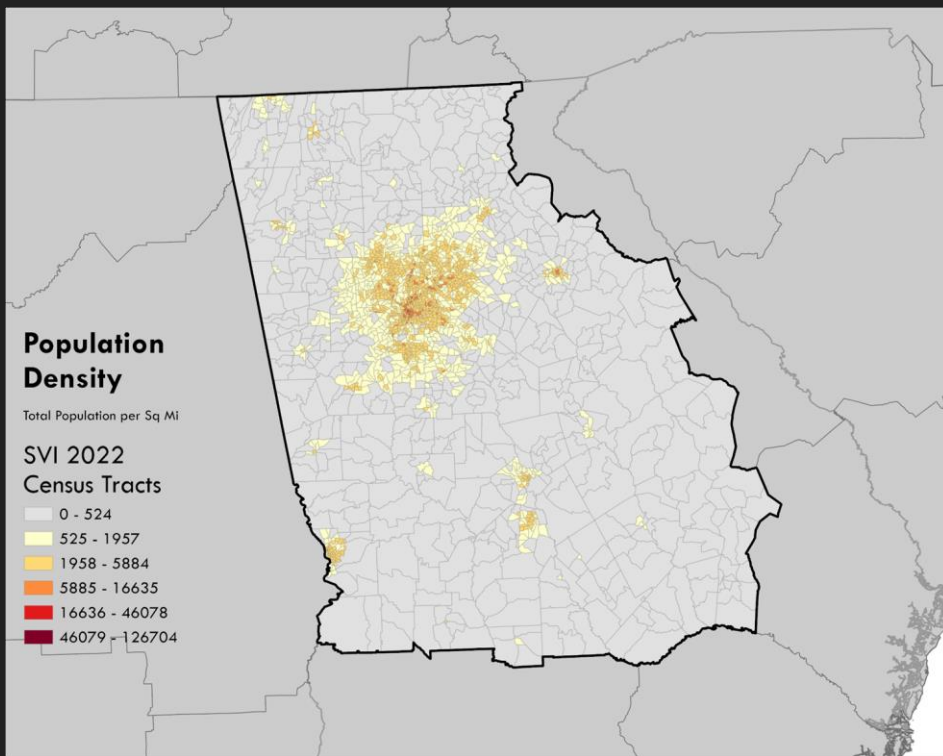 Population
Density
Total Population per Sq Mi
SVI 2022
Census Tracts
0 - 524
525 - 1957
1958 - 5884
5885 - 16635
16636 - 46078
46079 - 126704